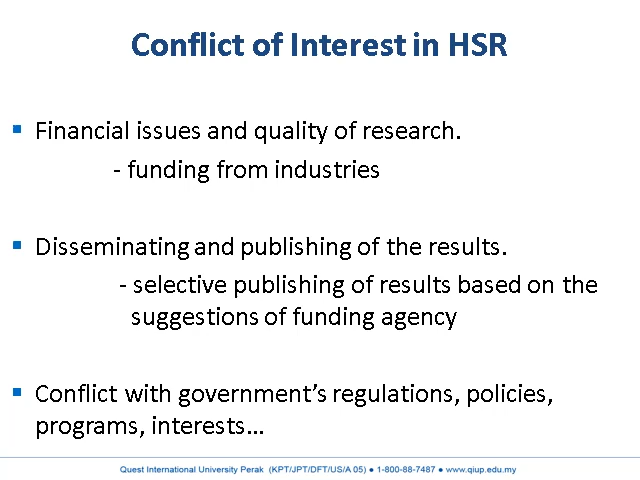 Conflict of Interest in HSR
▪ Financial issues and quality of research.
- funding from industries
▪ Disseminating and publishing of the results.
- selective publishing of results based on the
suggestions of funding agency
▪ Conflict with government’s regulations, policies,
programs, interests…
Quest International University Perak (KPT/JPT/DFT/US/A 05) ● 1-800-88-7487 ● www.qiup.edu.my